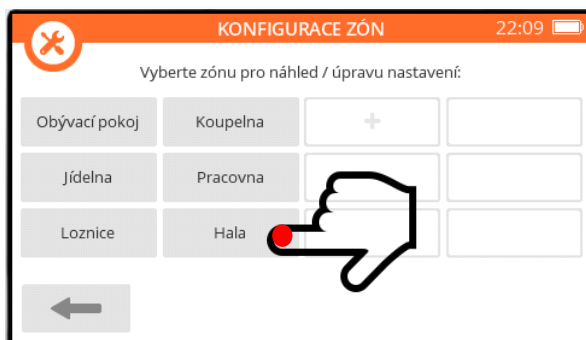 KONFIGURACE ZÓN 22:09
Vyberte zónu pro náhled / úpravu nastavení:
Obývací pokoj Koupelna +
Jídelna Pracovna
Loznice Hala